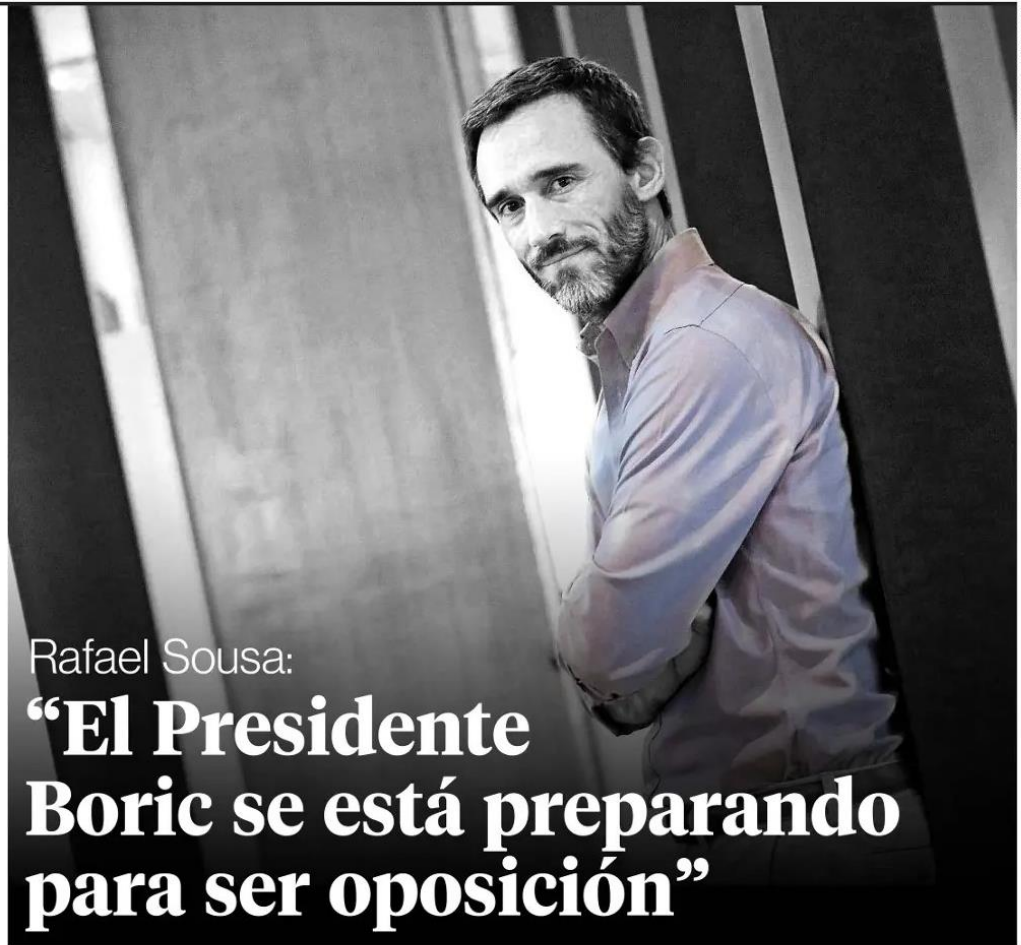 Rafael Sousa:
“El Presidente
Boric se está preparando
para ser oposición”